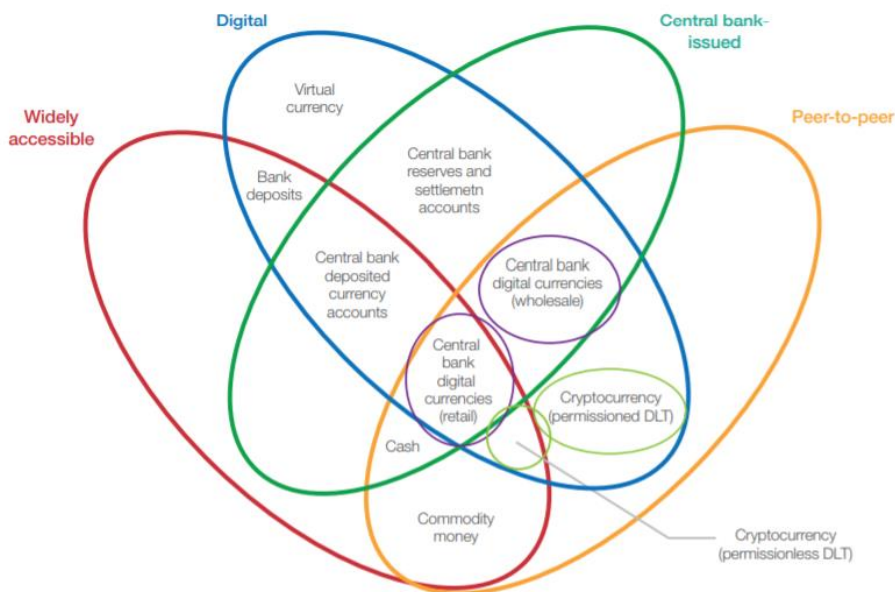 Digital
Central bank-
issued
Widely
accessible
Peer-to-peer
Virtual
currency
Bank
deposits
Central bank
reserves and
settlemetn
accounts
Central bank
deposited
currency
accounts
Central bank
digital currencies
(wholesale)
Central
bank
digital
currencies
(retail)
Cryptocurrency
(permissioned DLT)
Cash
Commodity
money
Cryptocurrency
(permissionless DLT)